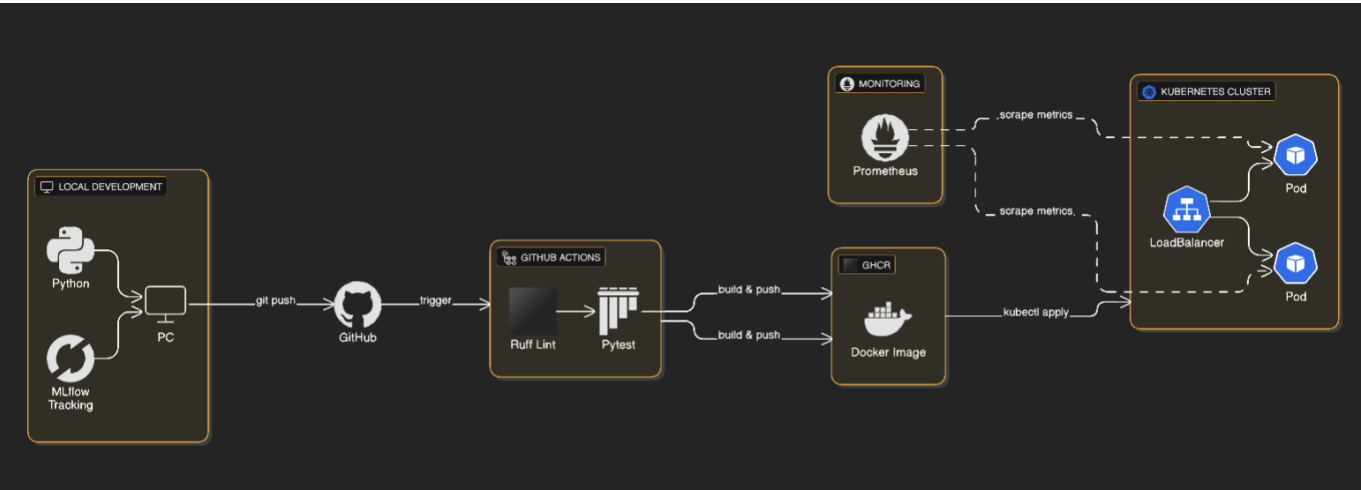 LOCAL DEVELOPMENT
Python
PC
MLflow
Tracking
git push
GitHub
trigger
GITHUB ACTIONS
Ruff Lint
Pytest
build & push
build & push
MONITORING
Prometheus
GHCR
Docker Image
scrape metrics
scrape metrics
kubectl apply
KUBERNETES CLUSTER
LoadBalancer
Pod
Pod